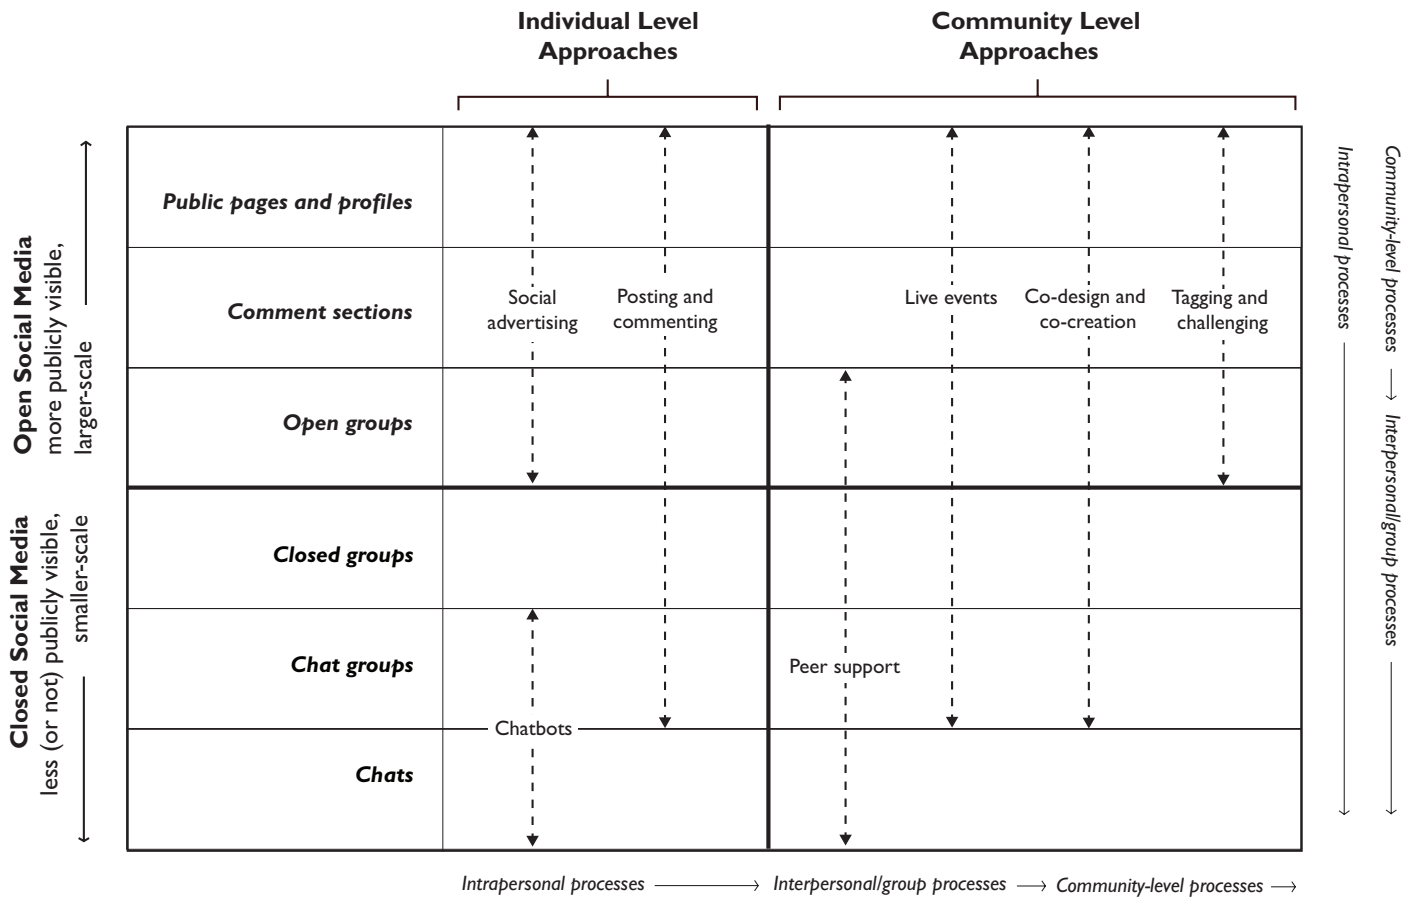 Individual Level
Approaches
Community Level
Approaches
Open Social Media
more publicly visible,
larger-scale
Closed Social Media
less (or not) publicly visible,
smaller-scale
Public pages and profiles
Comment sections
Open groups
Closed groups
Chat groups
Chats
Social
advertising
Posting and
commenting
Live events
Co-design and
co-creation
Tagging and
challenging
Peer support
Chatbots
Intrapersonal processes
Community-level processes
Interpersonal/group processes
Intrapersonal processes
Interpersonal/group processes
Community-level processes